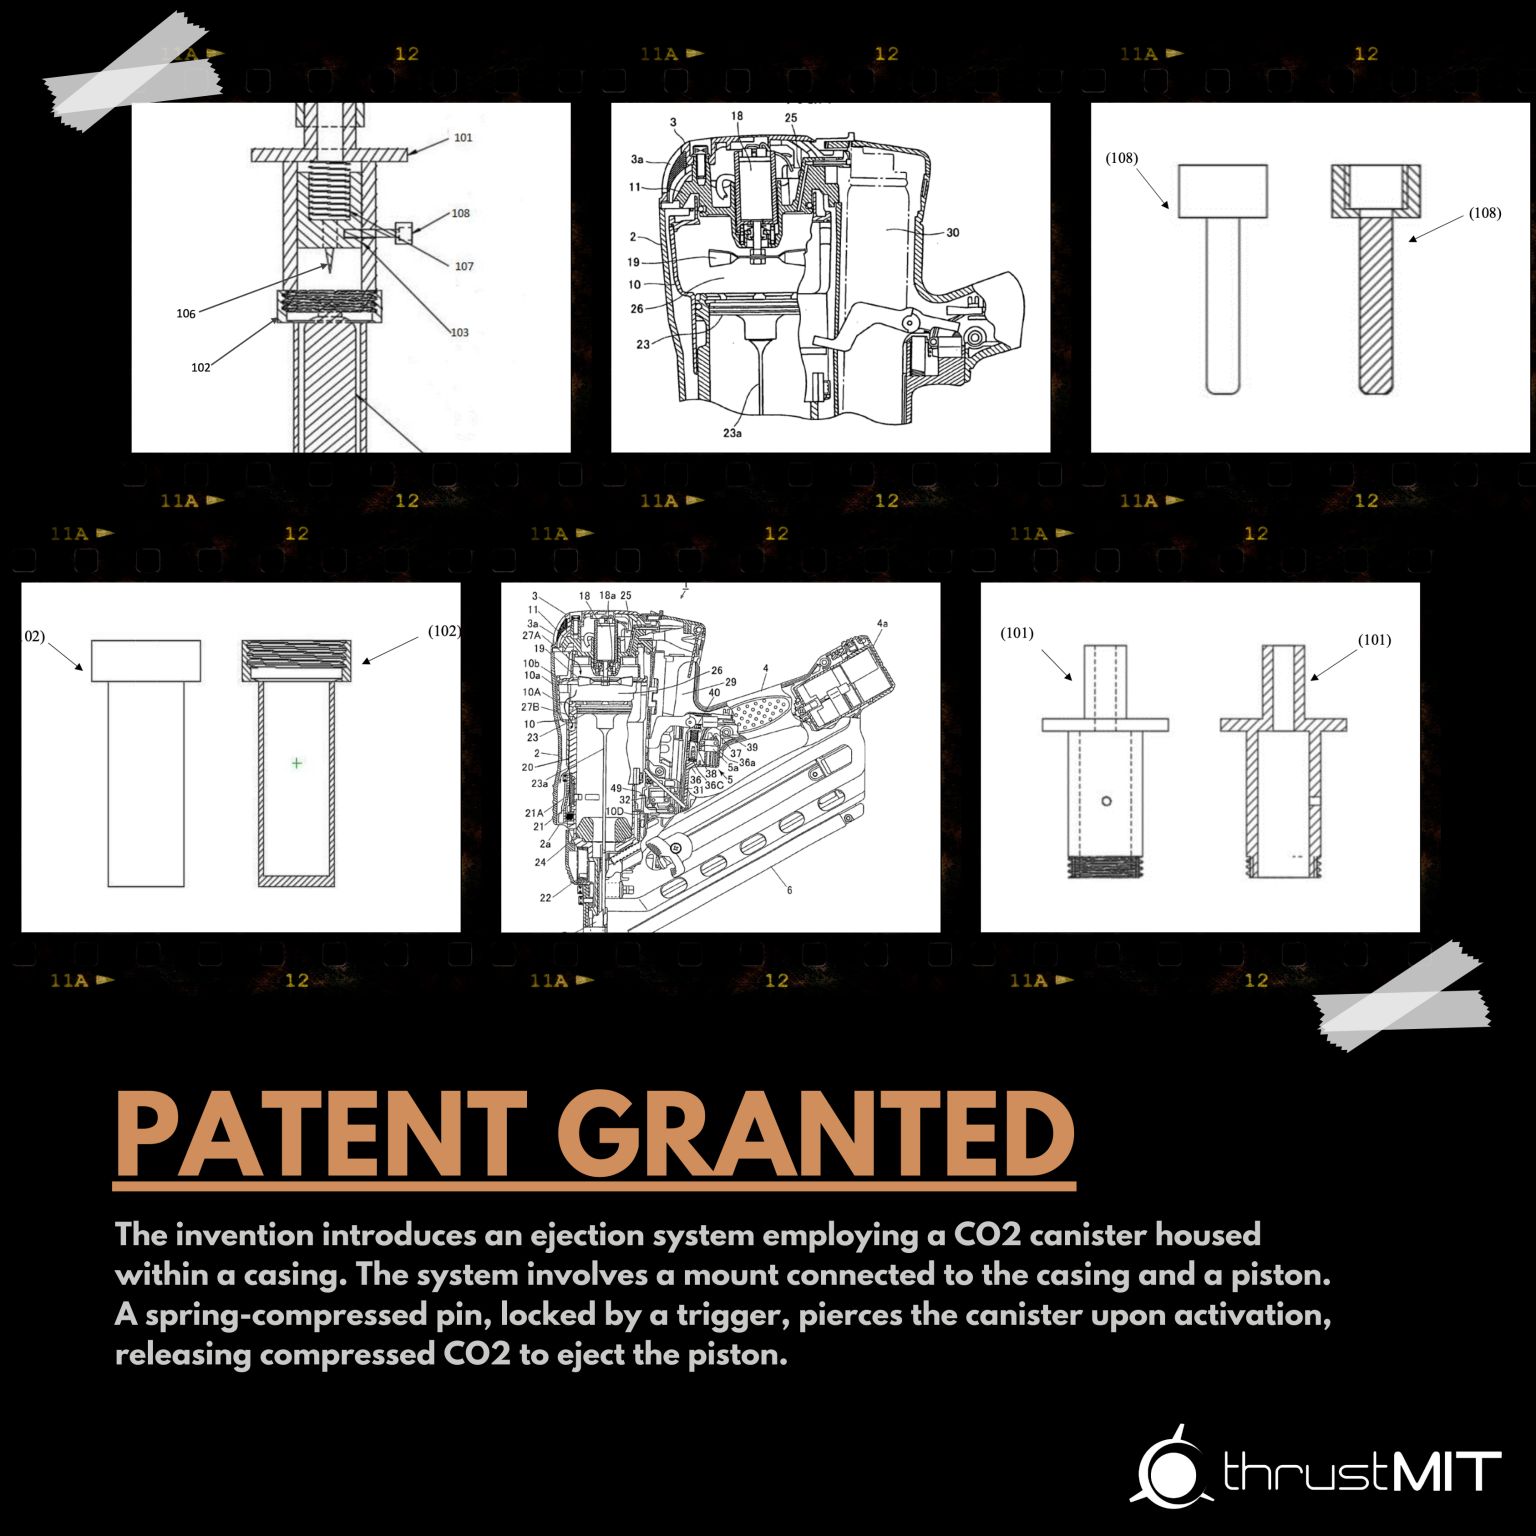 11A 12 11A 12 11A 12
101
108
107
106
103
102
3 18 25
3a
11
2
30
19
10
26
23
23a
(108) (108)
11A 12 11A 12 11A 12
11A 12 11A 12 11A 12
02) (102)
3 18 18a 25
11
3a
27A
19
10b
10a
10A
27B
10
23
2
20
23a
21A
21
2a
24
22
26
29
40
4
4a
39
37
36a
5a
38
5
36
36C
31
49
32
10D
6
1
(101) (101)
11A 12 11A 12 11A 12
PATENT GRANTED
The invention introduces an ejection system employing a CO2 canister housed
within a casing. The system involves a mount connected to the casing and a piston.
A spring-compressed pin, locked by a trigger, pierces the canister upon activation,
releasing compressed CO2 to eject the piston.
thrustMIT